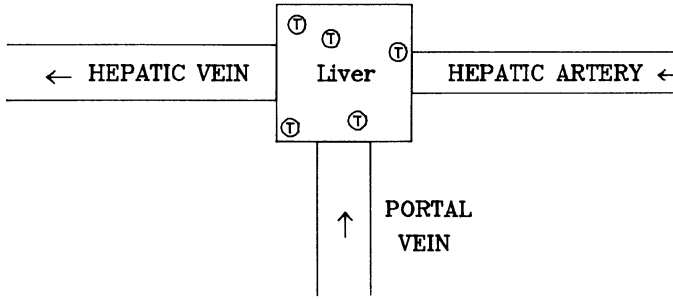 T
T
T
← HEPATIC VEIN
Liver
HEPATIC ARTERY ←
T
T
↑
PORTAL
VEIN